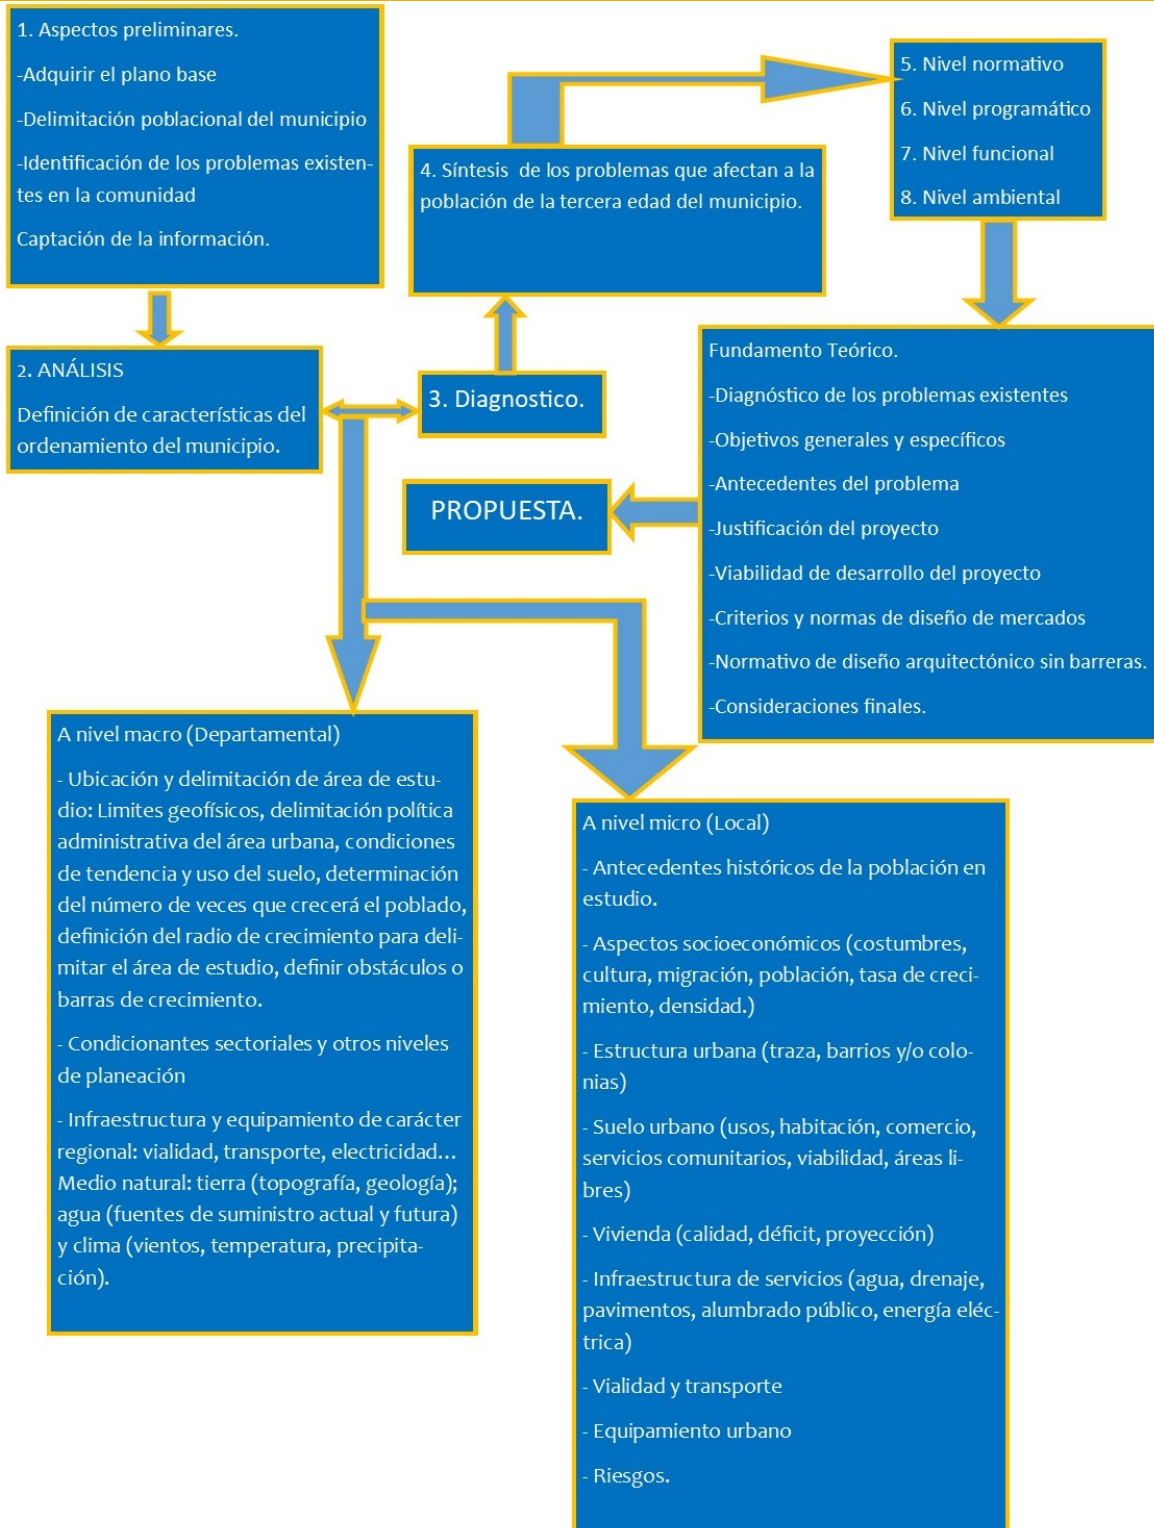 1. Aspectos preliminares.
-Adquirir el plano base
-Delimitación poblacional del municipio
-Identificación de los problemas existen-
tes en la comunidad
Captación de la información.
2. ANÁLISIS
Definición de características del
ordenamiento del municipio.
3. Diagnostico.
4. Síntesis de los problemas que afectan a la
población de la tercera edad del municipio.
5. Nivel normativo
6. Nivel programático
7. Nivel funcional
8. Nivel ambiental
Fundamento Teórico.
-Diagnóstico de los problemas existentes
-Objetivos generales y específicos
-Antecedentes del problema
-Justificación del proyecto
-Viabilidad de desarrollo del proyecto
-Criterios y normas de diseño de mercados
-Normativo de diseño arquitectónico sin barreras.
-Consideraciones finales.
PROPUESTA.
A nivel macro (Departamental)
- Ubicación y delimitación de área de estu-
dio: Limites geofísicos, delimitación política
administrativa del área urbana, condiciones
de tendencia y uso del suelo, determinación
del número de veces que crecerá el poblado,
definición del radio de crecimiento para deli-
mitar el área de estudio, definir obstáculos o
barras de crecimiento.
- Condicionantes sectoriales y otros niveles
de planeación
- Infraestructura y equipamiento de carácter
regional: vialidad, transporte, electricidad...
Medio natural: tierra (topografía, geología);
agua (fuentes de suministro actual y futura)
y clima (vientos, temperatura, precipita-
ción).
A nivel micro (Local)
- Antecedentes históricos de la población en
estudio.
- Aspectos socioeconómicos (costumbres,
cultura, migración, población, tasa de creci-
miento, densidad.)
- Estructura urbana (traza, barrios y/o colo-
nias)
- Suelo urbano (usos, habitación, comercio,
servicios comunitarios, viabilidad, áreas li-
bres)
- Vivienda (calidad, déficit, proyección)
- Infraestructura de servicios (agua, drenaje,
pavimentos, alumbrado público, energía eléc-
trica)
- Vialidad y transporte
- Equipamiento urbano
- Riesgos.